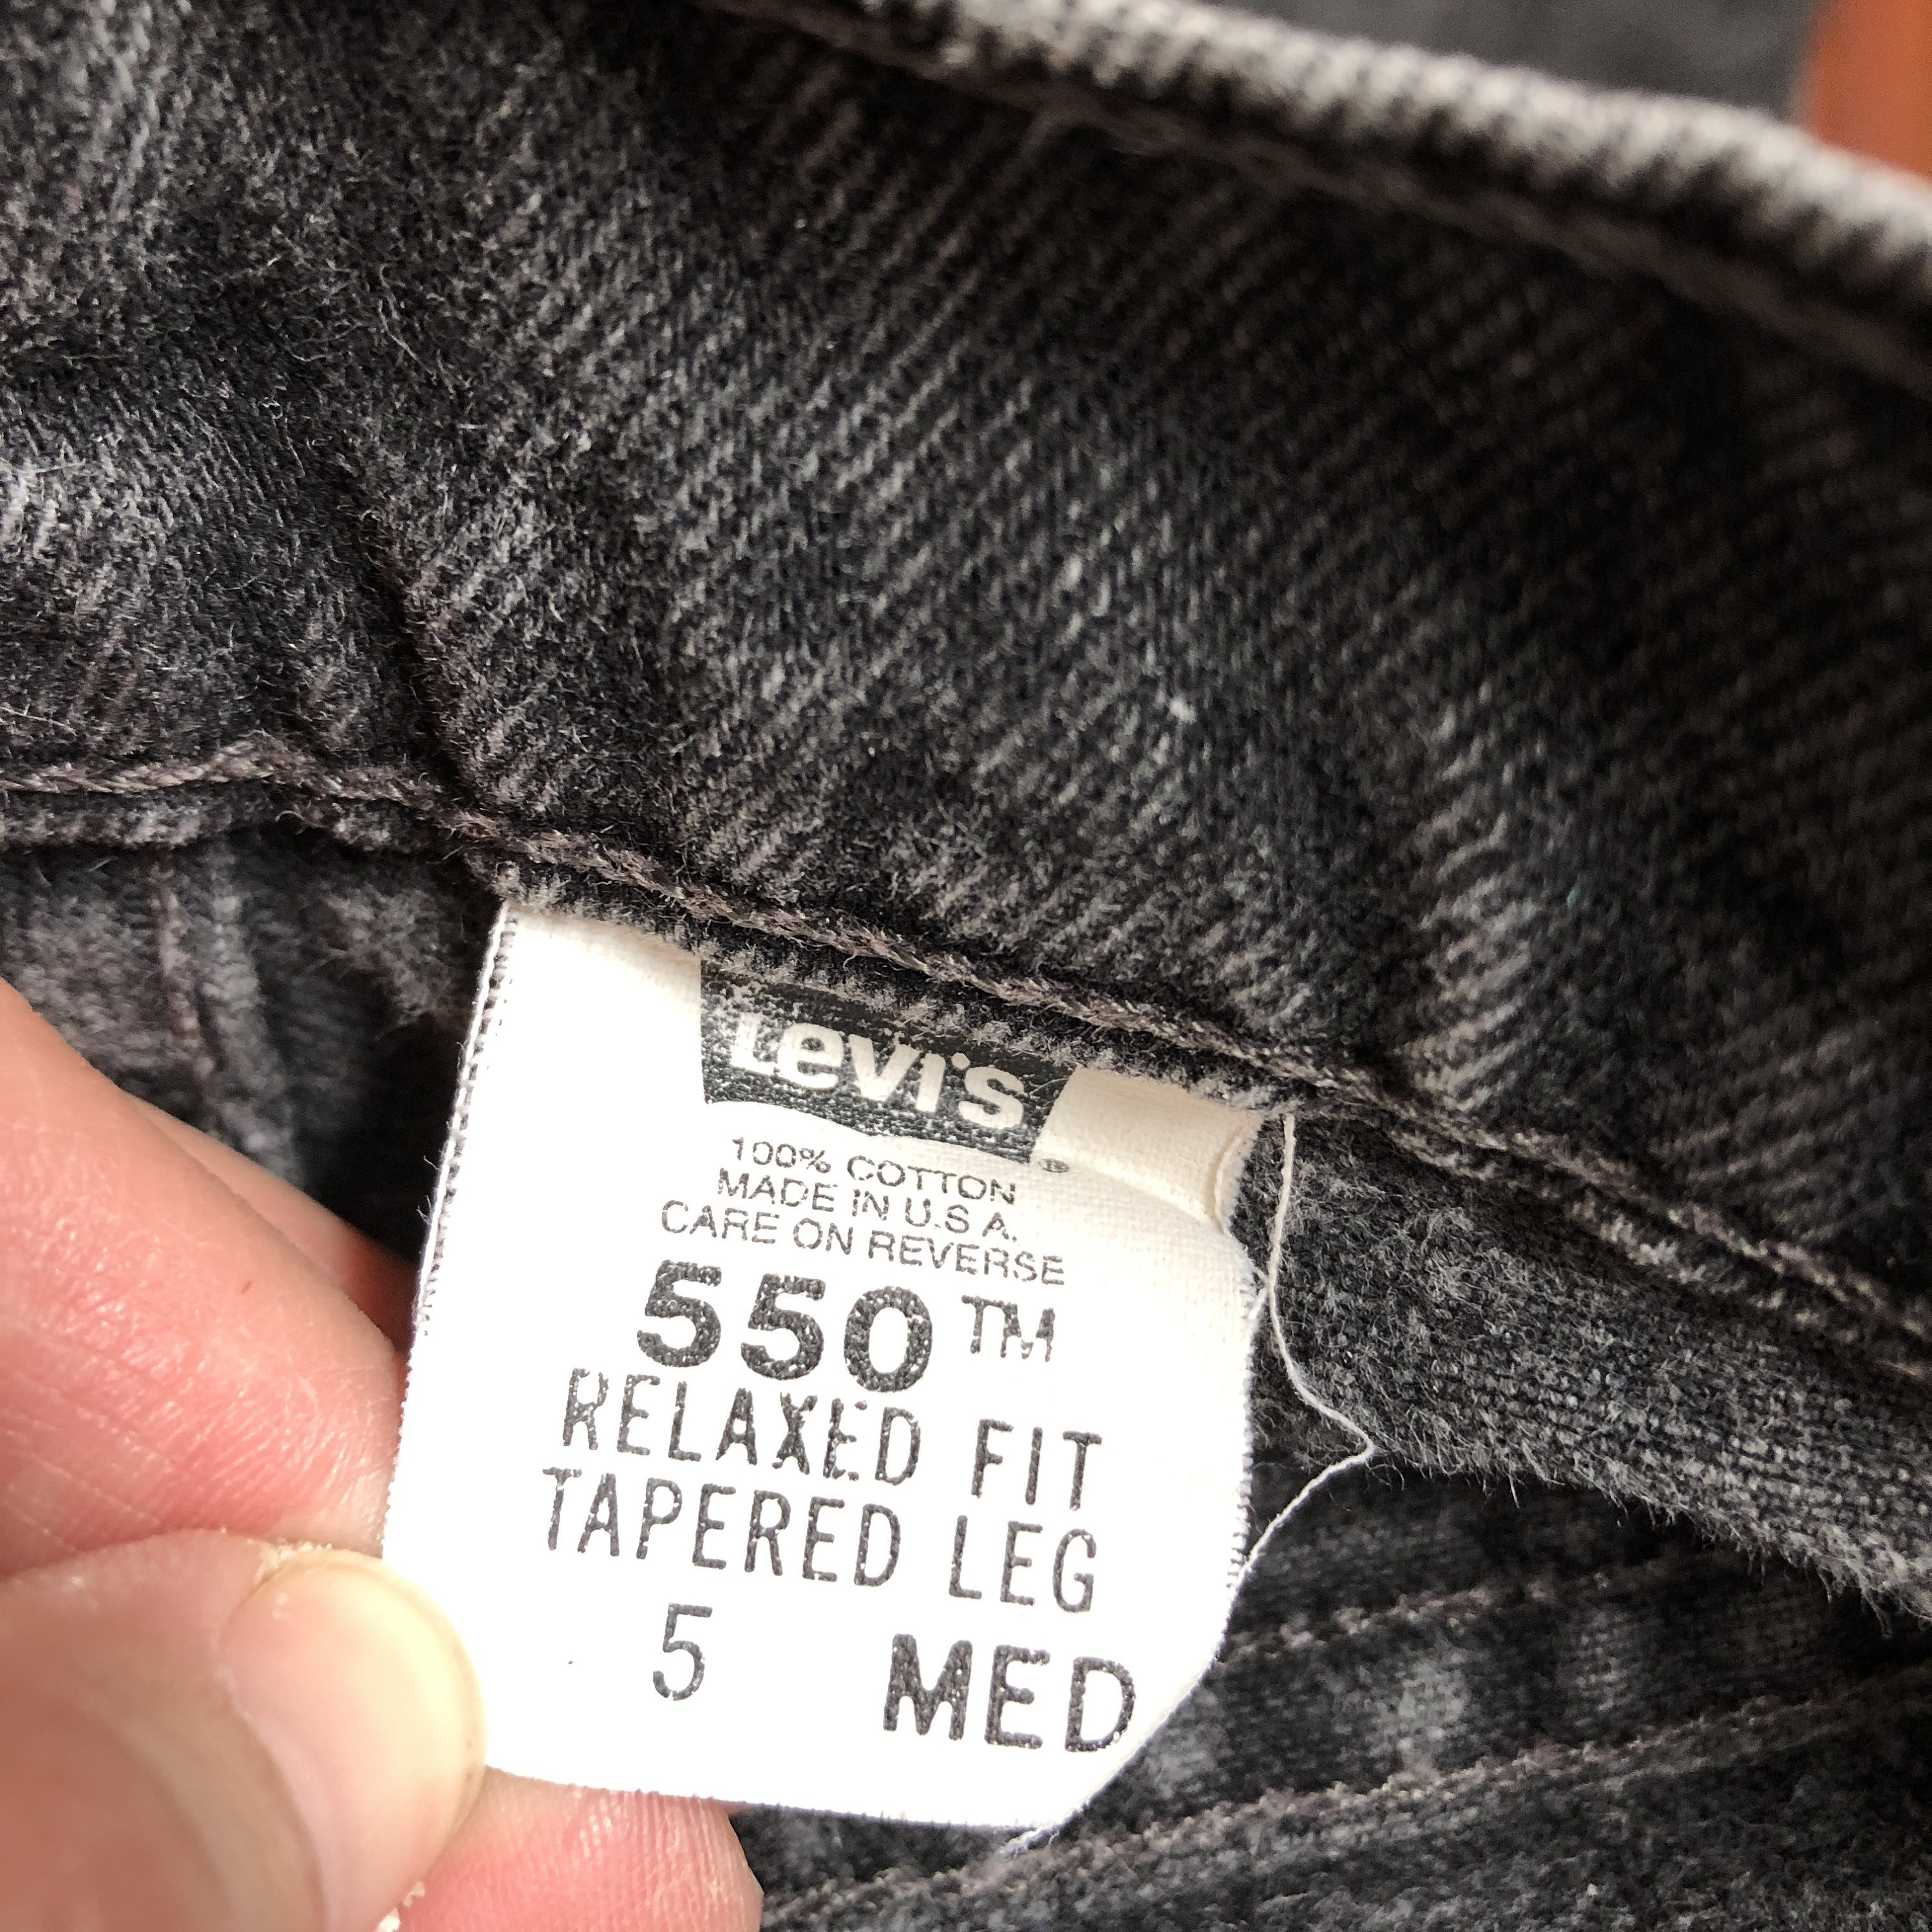 Levi's ®
100% COTTON
MADE IN U.S A.
CARE ON REVERSE
550™
RELAXED FIT
TAPERED LEG
5 MED